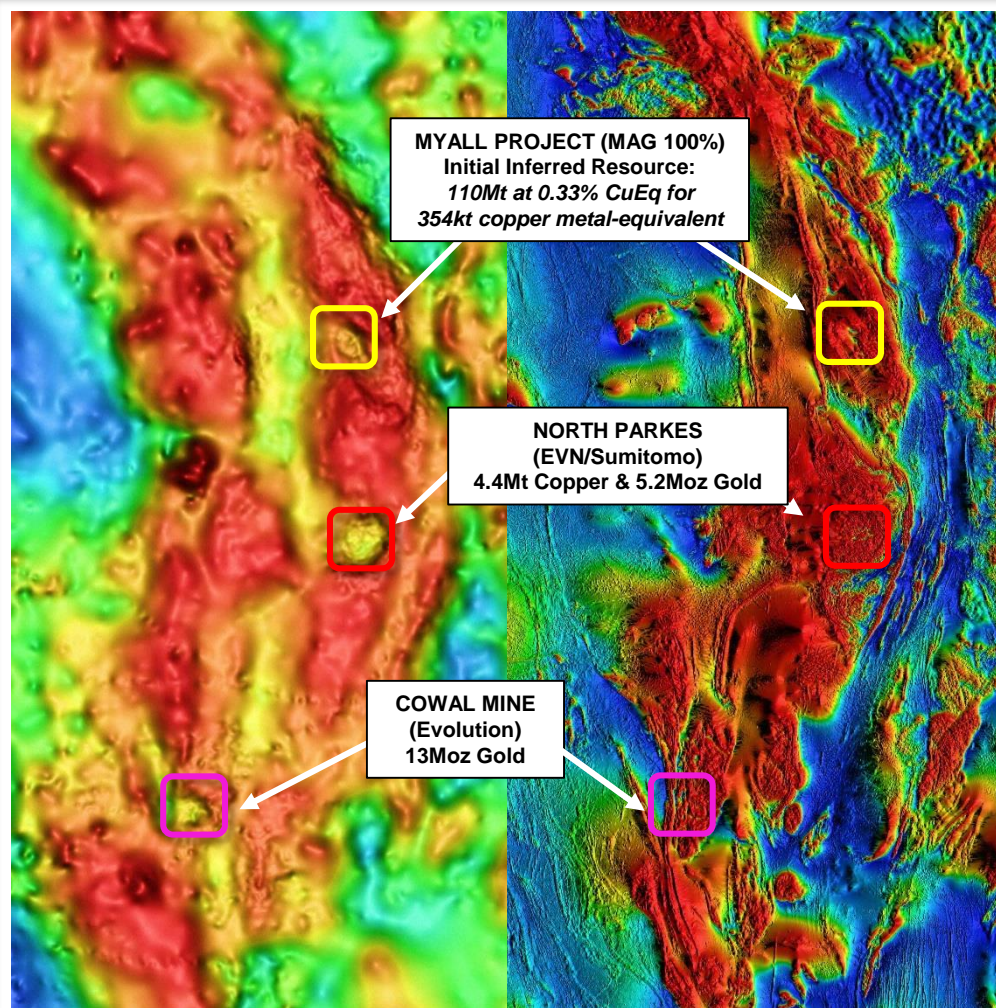 MYALL PROJECT (MAG 100%)
Initial Inferred Resource:
110Mt at 0.33% CuEq for
354kt copper metal-equivalent
NORTH PARKES
(EVN/Sumitomo)
4.4Mt Copper & 5.2Moz Gold
COWAL MINE
(Evolution)
13Moz Gold